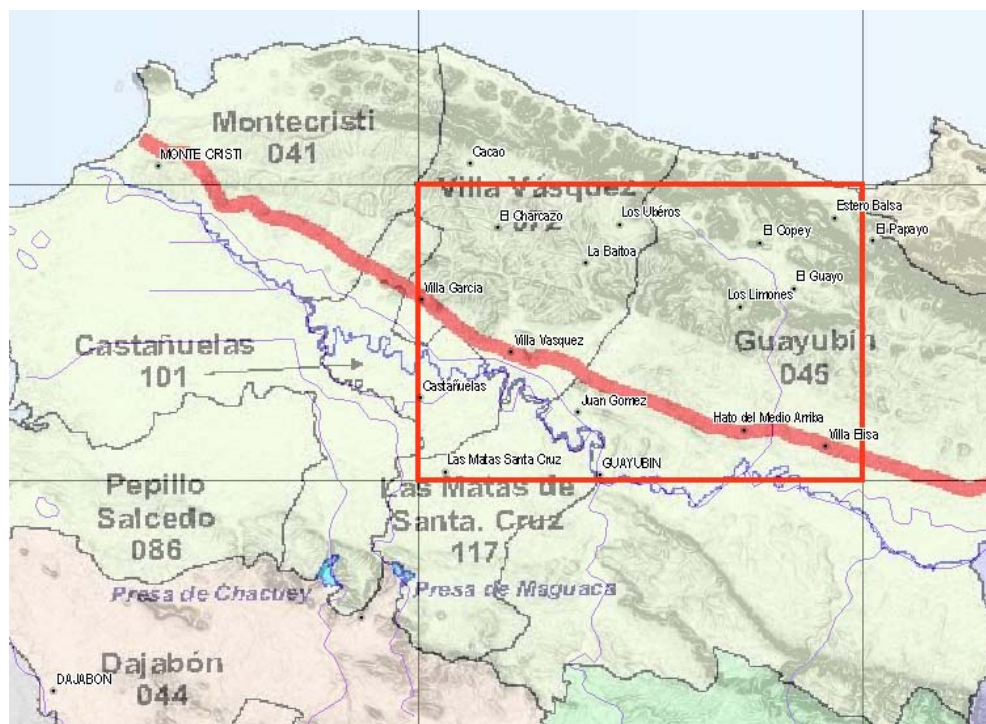 Montecristi
041
MONTE CRISTI
Cacao
Villa Vásquez
072
Estero Balsa
El Charcazo
Los Ubéros
El Copey
El Papayo
La Baitoa
El Guayo
Villa Garcia
Los Limones
Castañuelas
101
Villa Vasquez
Guayubín
045
Castañuelas
Juan Gomez
Hato del Medio Arriba
Villa Elisa
Las Matas Santa Cruz
GUAYUBIN
Pepillo
Salcedo
086
Las Matas de
Santa. Cruz
117
Presa de Chacuey
Presa de Maguaca
Dajabón
044
DAJABON